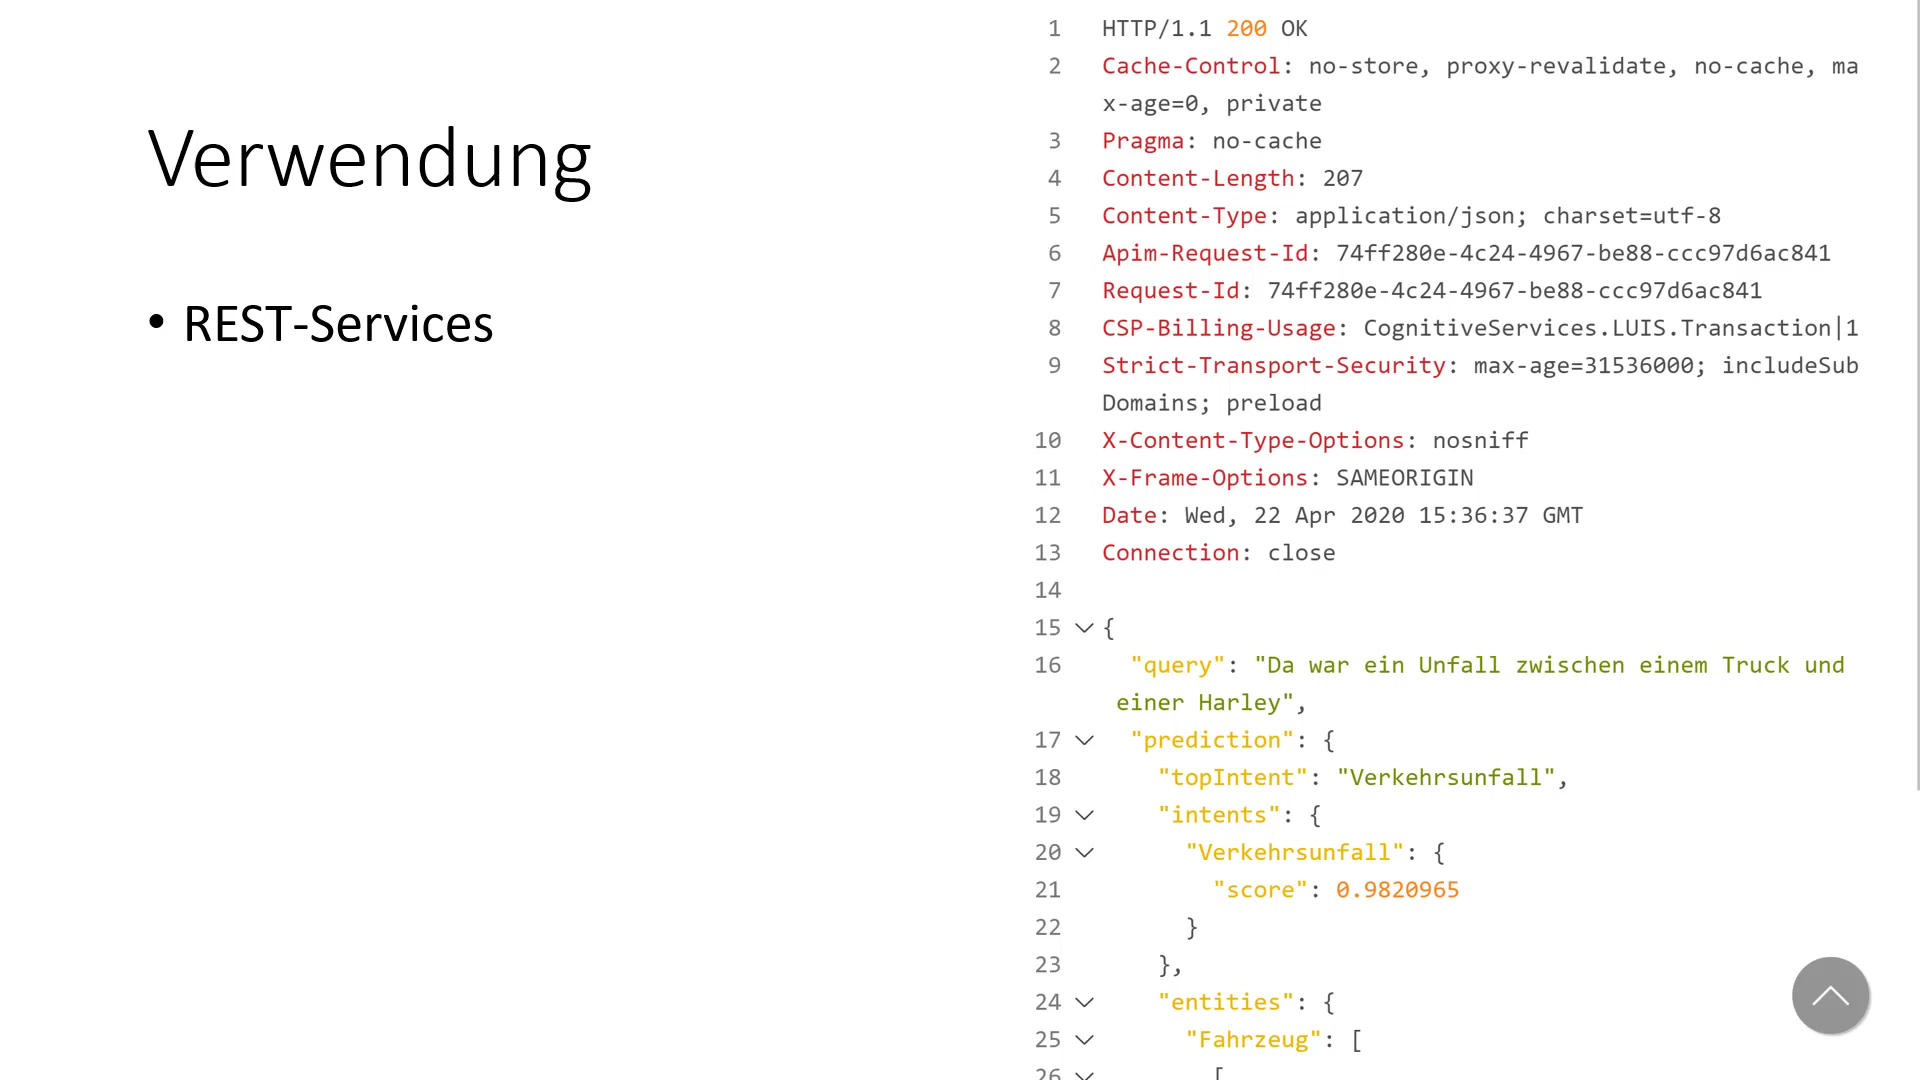 Verwendung
• REST-Services
1 HTTP/1.1 200 OK
2 Cache-Control: no-store, proxy-revalidate, no-cache, ma
x-age=0, private
3 Pragma: no-cache
4 Content-Length: 207
5 Content-Type: application/json; charset=utf-8
6 Apim-Request-Id: 74ff280e-4c24-4967-be88-ccc97d6ac841
7 Request-Id: 74ff280e-4c24-4967-be88-ccc97d6ac841
8 CSP-Billing-Usage: CognitiveServices.LUIS.Transaction|1
9 Strict-Transport-Security: max-age=31536000; includeSub
Domains; preload
10 X-Content-Type-Options: nosniff
11 X-Frame-Options: SAMEORIGIN
12 Date: Wed, 22 Apr 2020 15:36:37 GMT
13 Connection: close
14
15 {
16 "query": "Da war ein Unfall zwischen einem Truck und
einer Harley",
17 "prediction": {
18 "topIntent": "Verkehrsunfall",
19 "intents": {
20 "Verkehrsunfall": {
21 "score": 0.9820965
22 }
23 },
24 "entities": {
25 "Fahrzeug": [
26 [